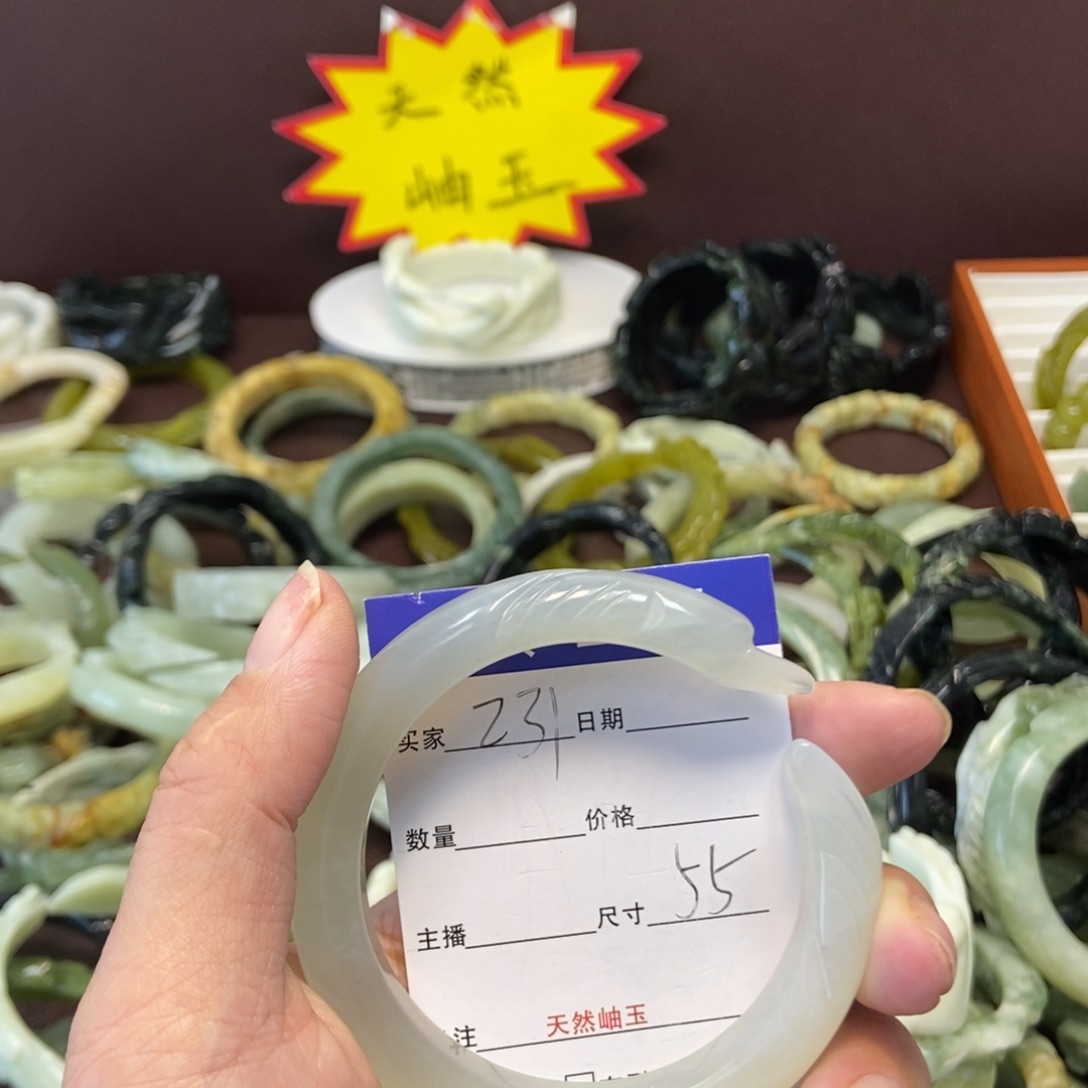 天然
岫玉
买家 231 日期
数量 价格
主播 尺寸 55
注 天然岫玉